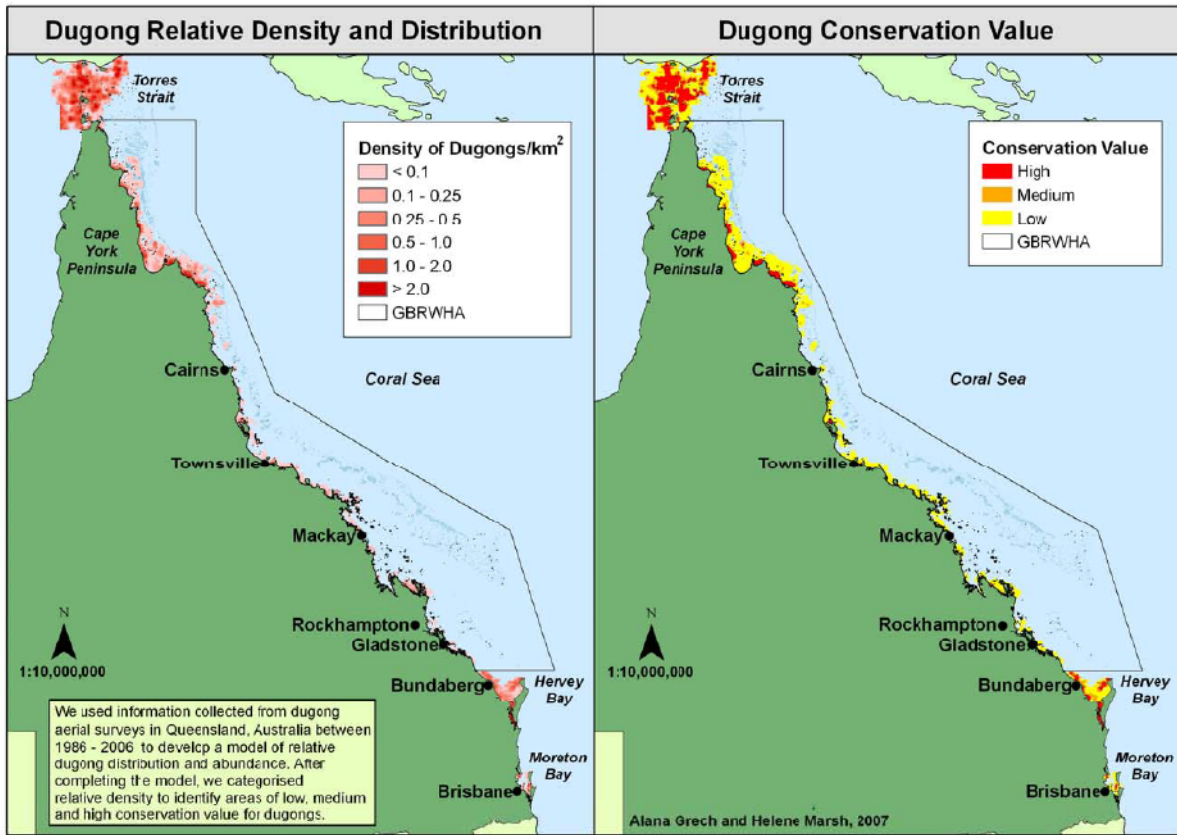 Dugong Relative Density and Distribution
Torres
Strait
Density of Dugongs/km²
< 0.1
0.1 - 0.25
0.25 - 0.5
0.5 - 1.0
1.0 - 2.0
> 2.0
GBRWHA
Cape
York
Peninsula
Cairns
Coral Sea
Townsville
Mackay
Rockhampton
Gladstone
Bundaberg
Hervey
Bay
N
1:10,000,000
We used information collected from dugong
aerial surveys in Queensland, Australia between
1986 - 2006 to develop a model of relative
dugong distribution and abundance. After
completing the model, we categorised
relative density to identify areas of low, medium
and high conservation value for dugongs.
Moreton
Bay
Brisbane
Dugong Conservation Value
Torres
Strait
Conservation Value
High
Medium
Low
GBRWHA
Cape
York
Peninsula
Cairns
Coral Sea
Townsville
Mackay
Rockhampton
Gladstone
Bundaberg
Hervey
Bay
N
1:10,000,000
Moreton
Bay
Brisbane
Alana Grech and Helene Marsh, 2007